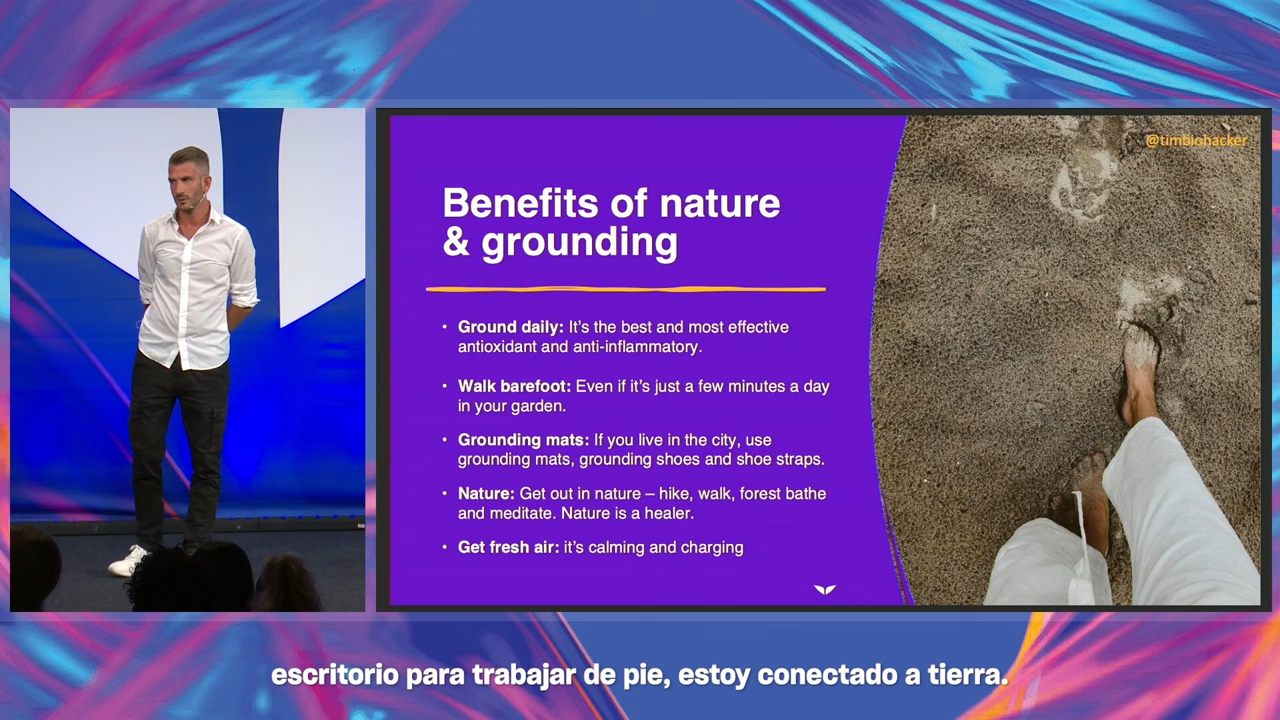 @timbiohacker
Benefits of nature
& grounding
• Ground daily: It's the best and most effective
antioxidant and anti-inflammatory.
• Walk barefoot: Even if it's just a few minutes a day
in your garden.
• Grounding mats: If you live in the city, use
grounding mats, grounding shoes and shoe straps.
• Nature: Get out in nature – hike, walk, forest bathe
and meditate. Nature is a healer.
• Get fresh air: it's calming and charging
escritorio para trabajar de pie, estoy conectado a tierra.